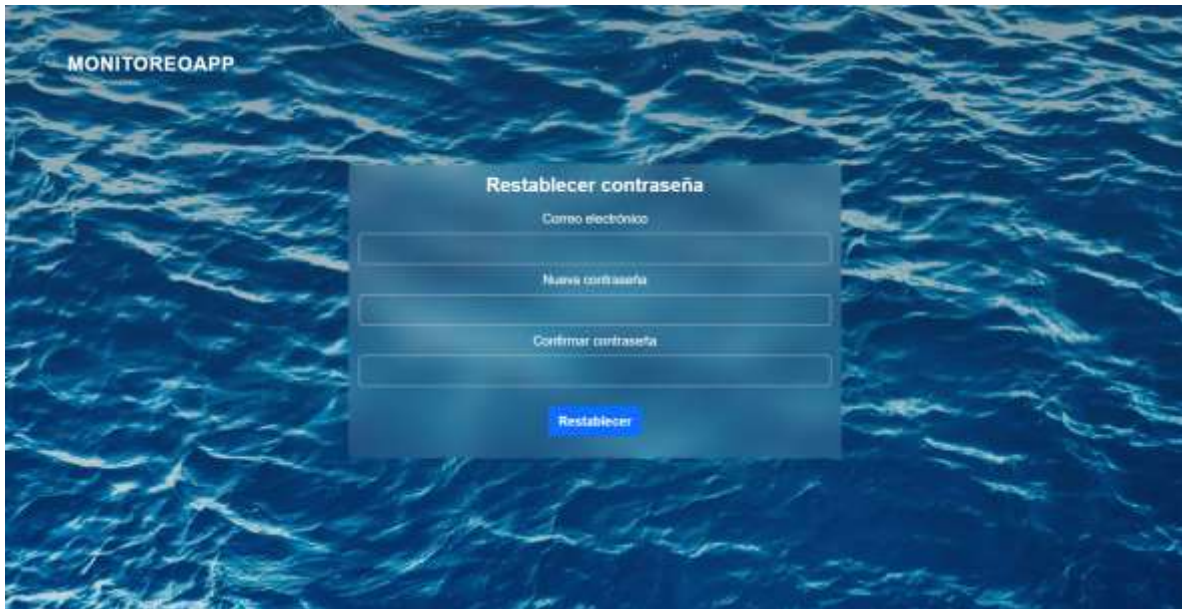 MONITOREOAPP
Restablecer contraseña
Correo electrónico
Nueva contraseña
Confirmar contraseña
Restablecer